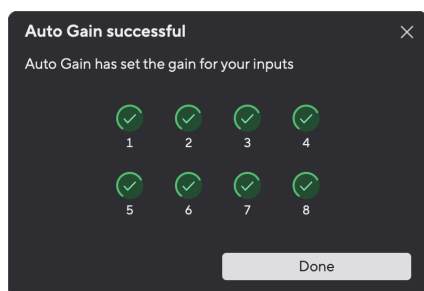 Auto Gain successful
Auto Gain has set the gain for your inputs
1 2 3 4
5 6 7 8
Done